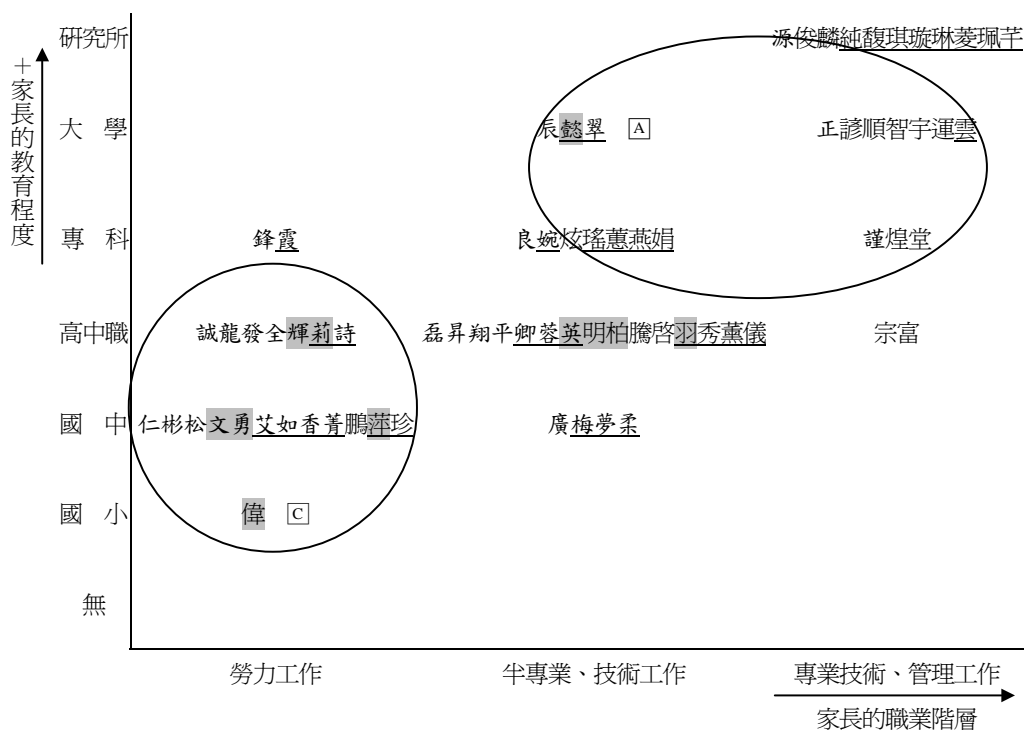 研究所 源俊麟純馥琪璇琳菱珮芊
＋家長的教育程度
大 學 辰懿翠 A 正諺順智宇運雲
專 科 鋒霞 良婉炫瑤蕙燕娟 謹煌堂
高中職 誠龍發全輝莉詩 磊昇翔平卿蓉英明柏騰啓羽秀薰儀 宗富
國 中 仁彬松文勇艾如香菁鵬萍珍 廣梅夢柔
國 小 偉 C
無
勞力工作 半專業、技術工作 專業技術、管理工作
家長的職業階層